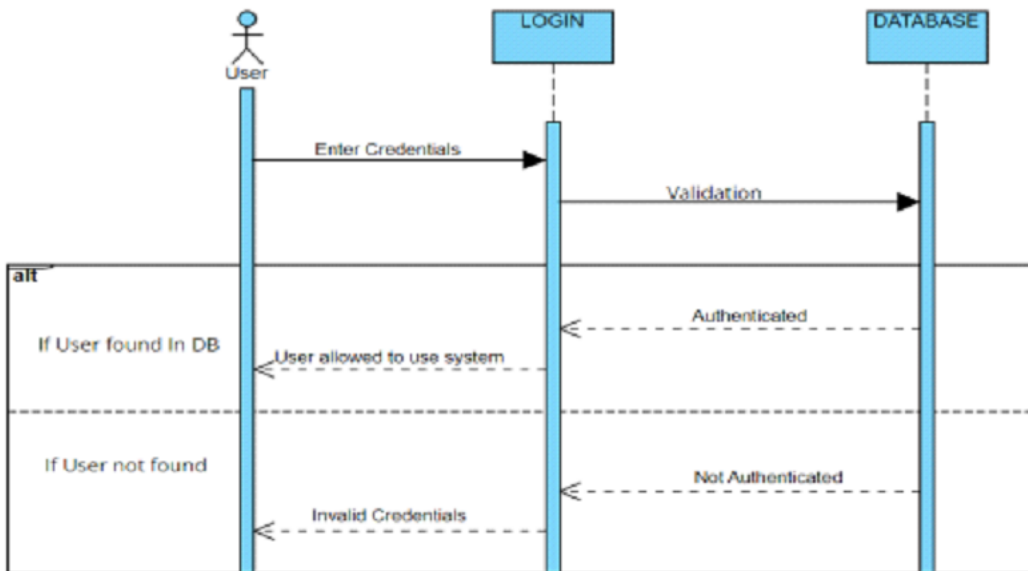 LOGIN
DATABASE
User
Enter Credentials
Validation
alt
Authenticated
If User found In DB
User allowed to use system
If User not found
Not Authenticated
Invalid Credentials